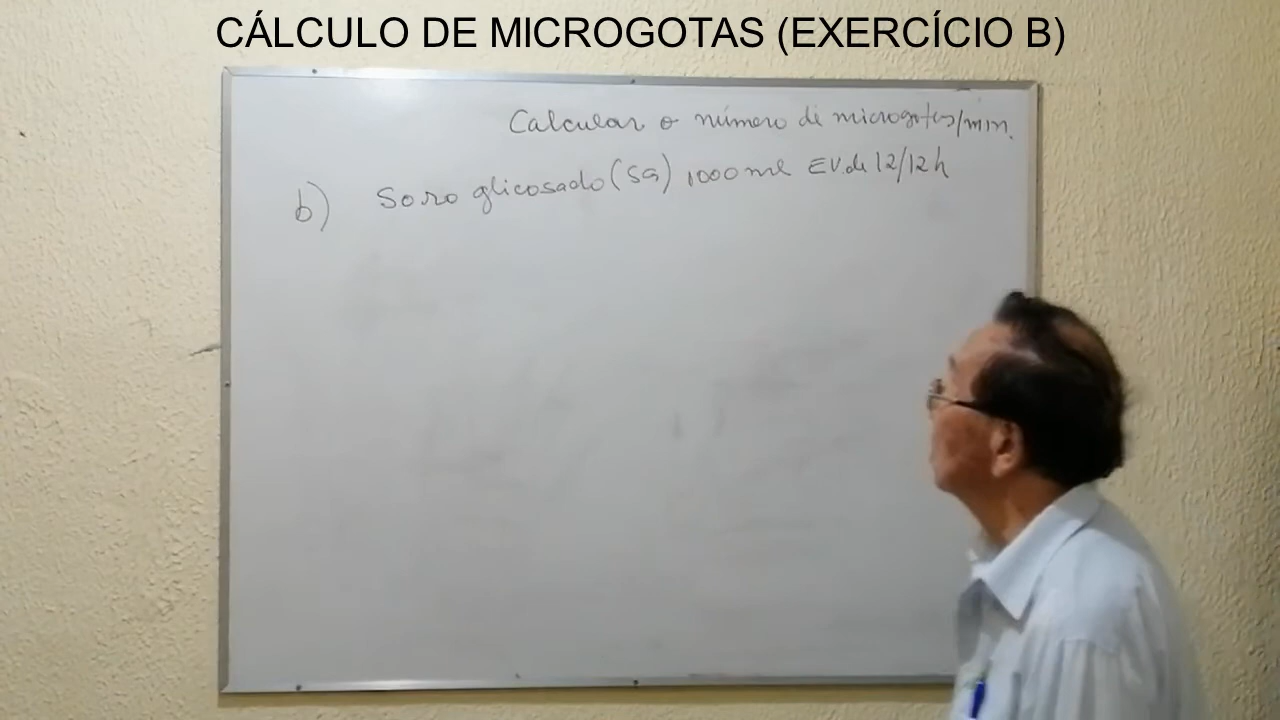 CÁLCULO DE MICROGOTAS (EXERCÍCIO B)
Calcular o número de microgotas/min.
b) Soro glicosado (SG) 1000 ml EV. de 12/12 h